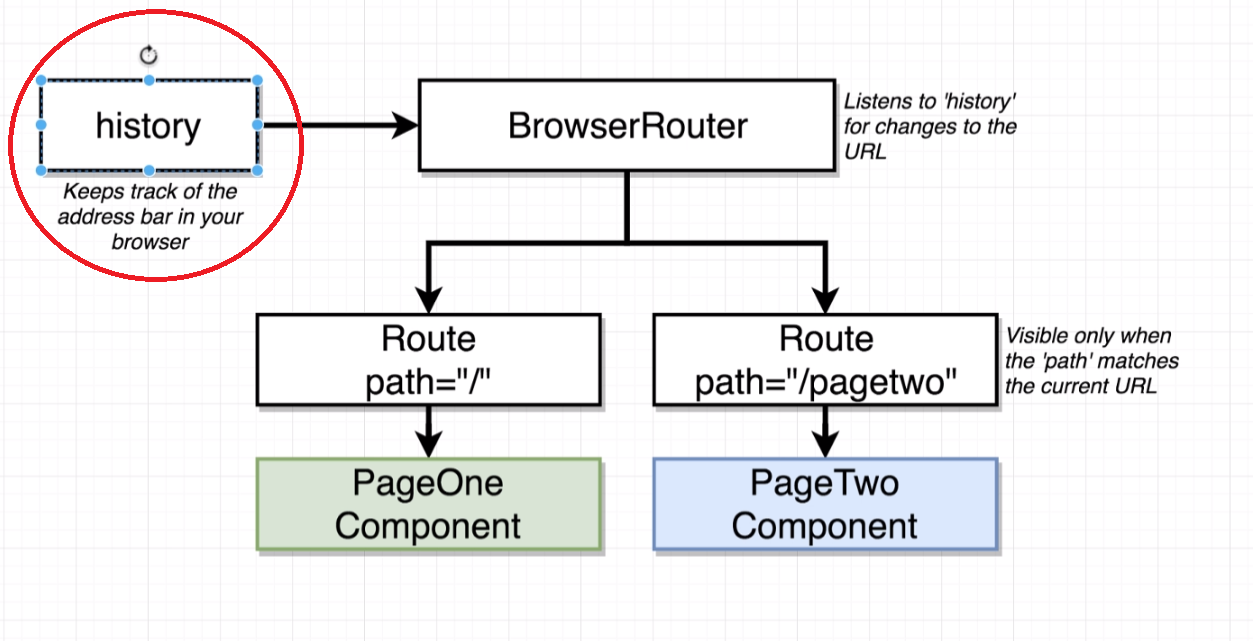 history
Keeps track of the
address bar in your
browser
BrowserRouter
Listens to 'history'
for changes to the
URL
Route
path="/"
Route
path="/pagetwo"
Visible only when
the 'path' matches
the current URL
PageOne
Component
PageTwo
Component